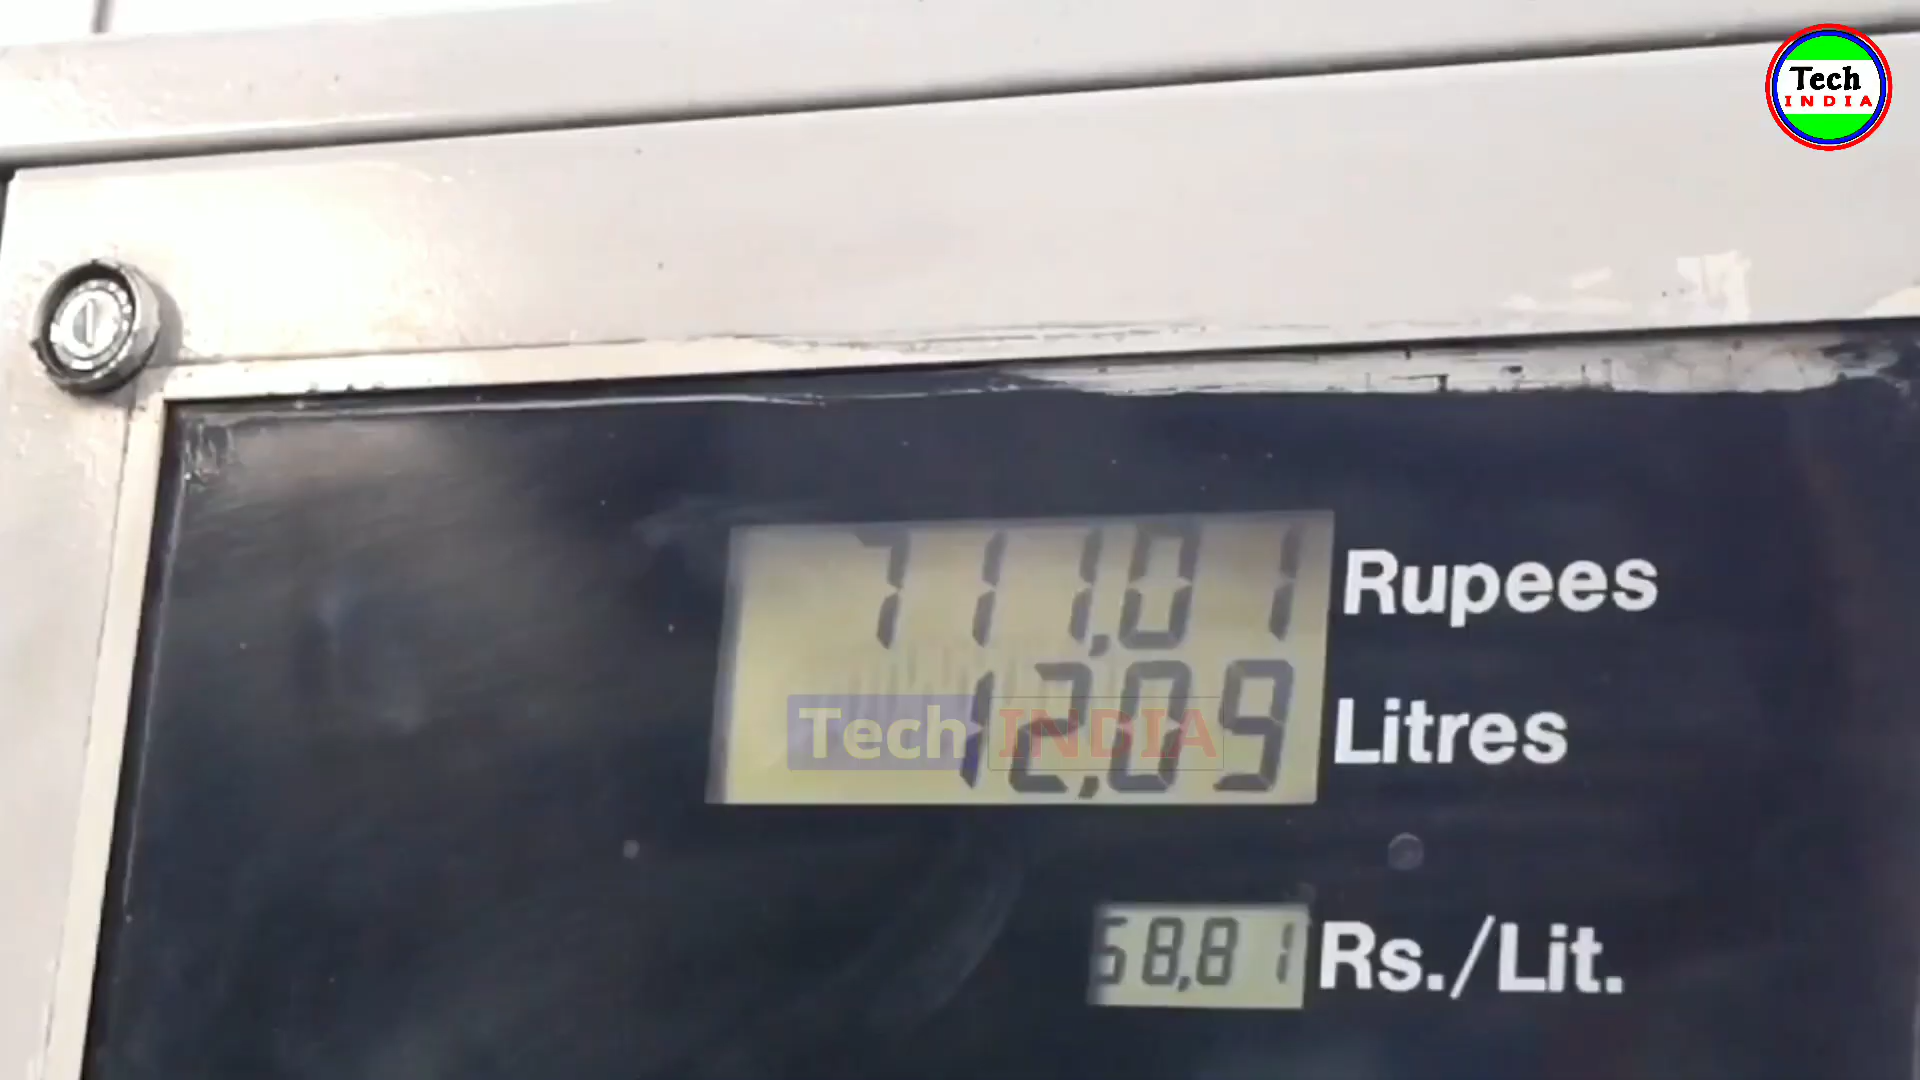 Tech
INDIA
711,01 Rupees
Tech INDIA
12,09 Litres
58,81 Rs./Lit.